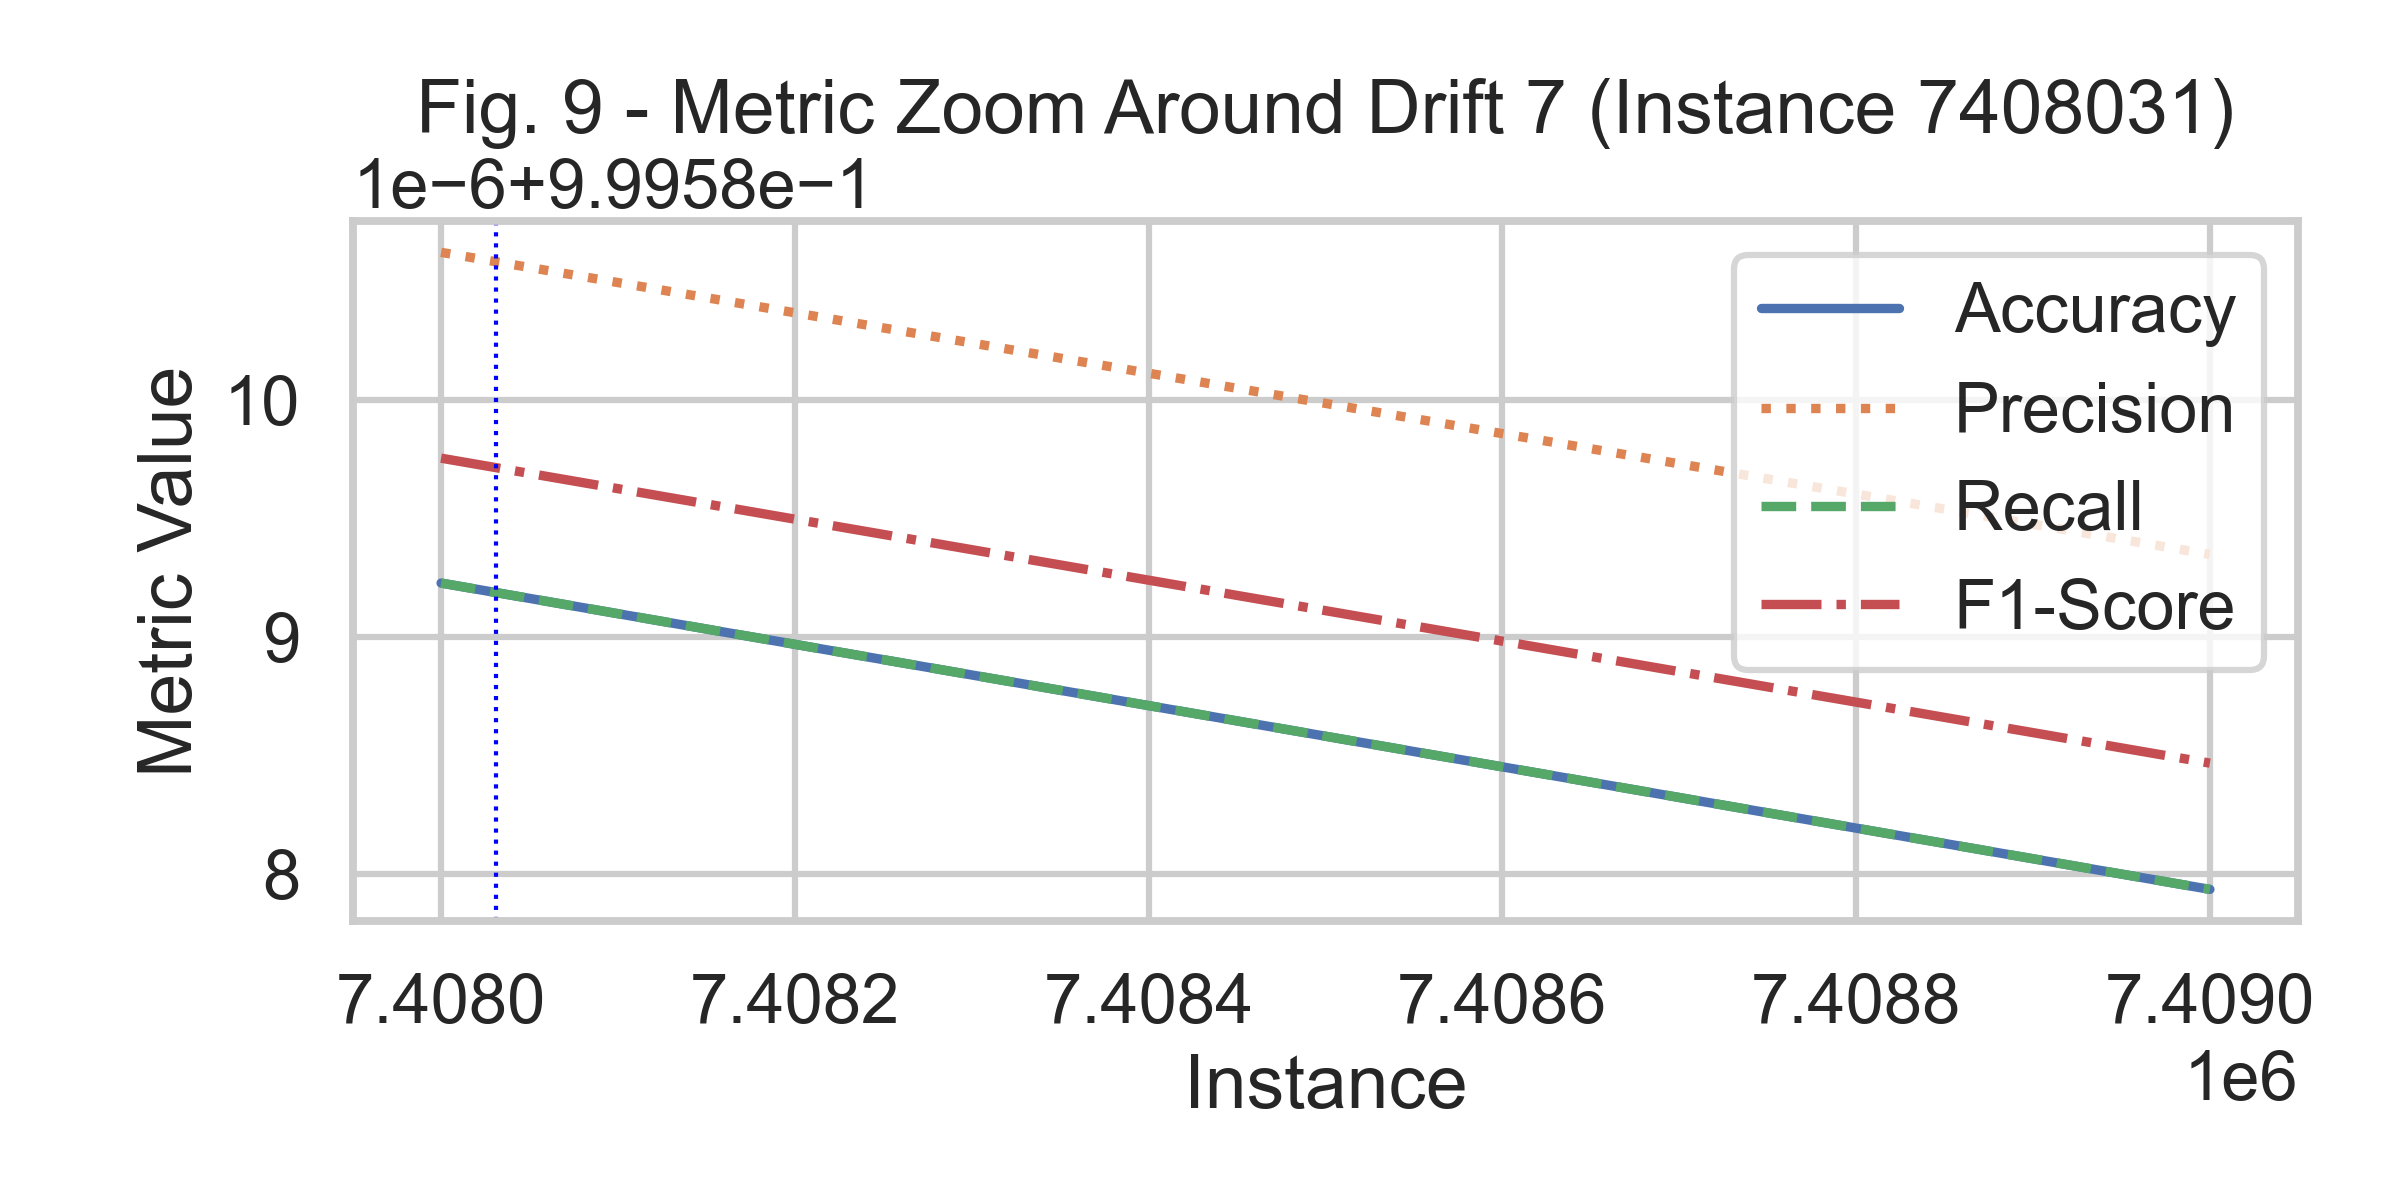 Fig. 9 - Metric Zoom Around Drift 7 (Instance 7408031)
1e−6+9.9958e−1
Accuracy
Precision
Recall
F1-Score
10
9
8
Metric Value
7.4080 7.4082 7.4084 7.4086 7.4088 7.4090
1e6
Instance